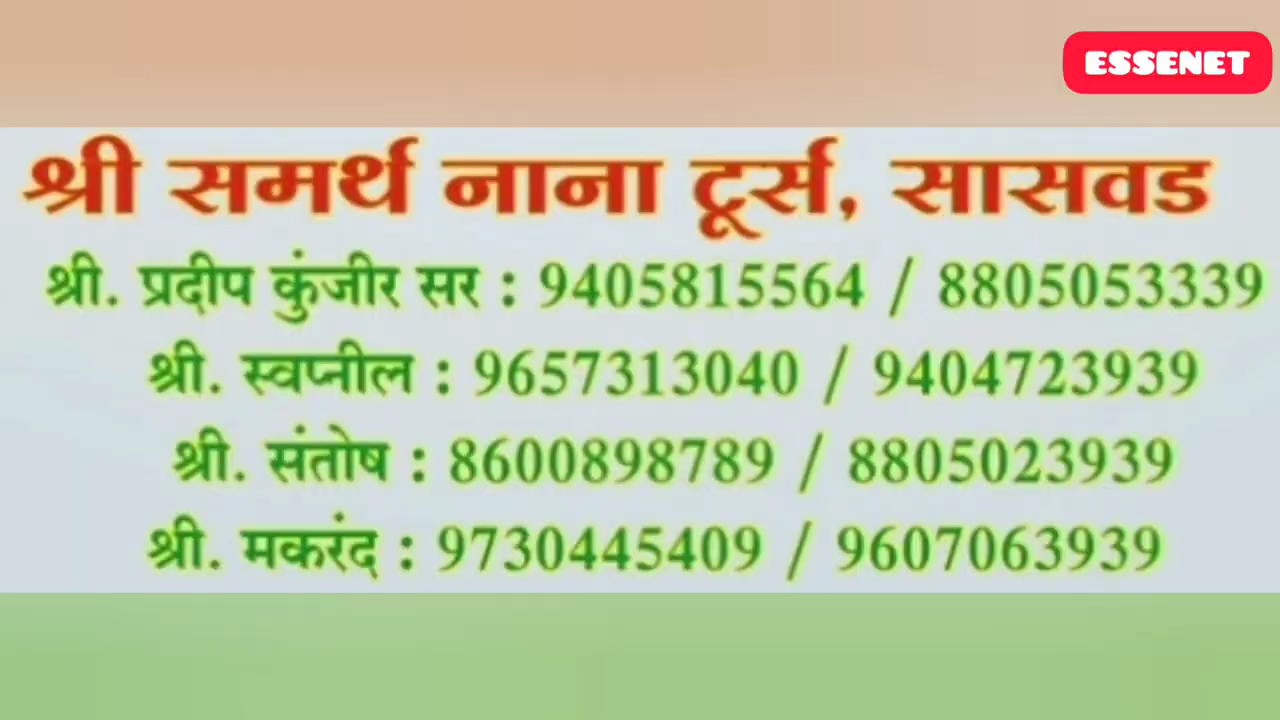 ESSENET
श्री समर्थ नाना टूर्स, सासवड
श्री. प्रदीप कुंजीर सर : 9405815564 / 8805053339
श्री. स्वप्नील : 9657313040 / 9404723939
श्री. संतोष : 8600898789 / 8805023939
श्री. मकरंद : 9730445409 / 9607063939